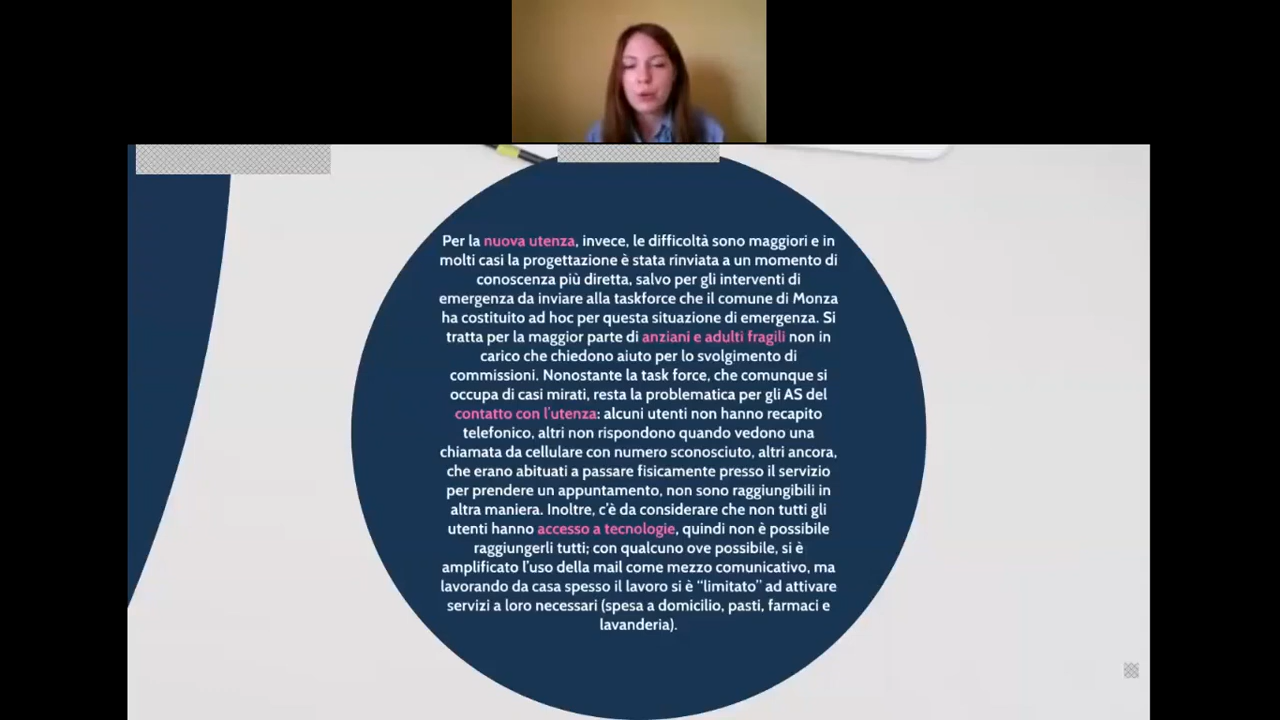 Per la nuova utenza, invece, le difficoltà sono maggiori e in
molti casi la progettazione è stata rinviata a un momento di
conoscenza più diretta, salvo per gli interventi di
emergenza da inviare alla taskforce che il comune di Monza
ha costituito ad hoc per questa situazione di emergenza. Si
tratta per la maggior parte di anziani e adulti fragili non in
carico che chiedono aiuto per lo svolgimento di
commissioni. Nonostante la task force, che comunque si
occupa di casi mirati, resta la problematica per gli AS del
contatto con l'utenza: alcuni utenti non hanno recapito
telefonico, altri non rispondono quando vedono una
chiamata da cellulare con numero sconosciuto, altri ancora,
che erano abituati a passare fisicamente presso il servizio
per prendere un appuntamento, non sono raggiungibili in
altra maniera. Inoltre, c'è da considerare che non tutti gli
utenti hanno accesso a tecnologie, quindi non è possibile
raggiungerli tutti; con qualcuno ove possibile, si è
amplificato l'uso della mail come mezzo comunicativo, ma
lavorando da casa spesso il lavoro si è "limitato" ad attivare
servizi a loro necessari (spesa a domicilio, pasti, farmaci e
lavanderia).